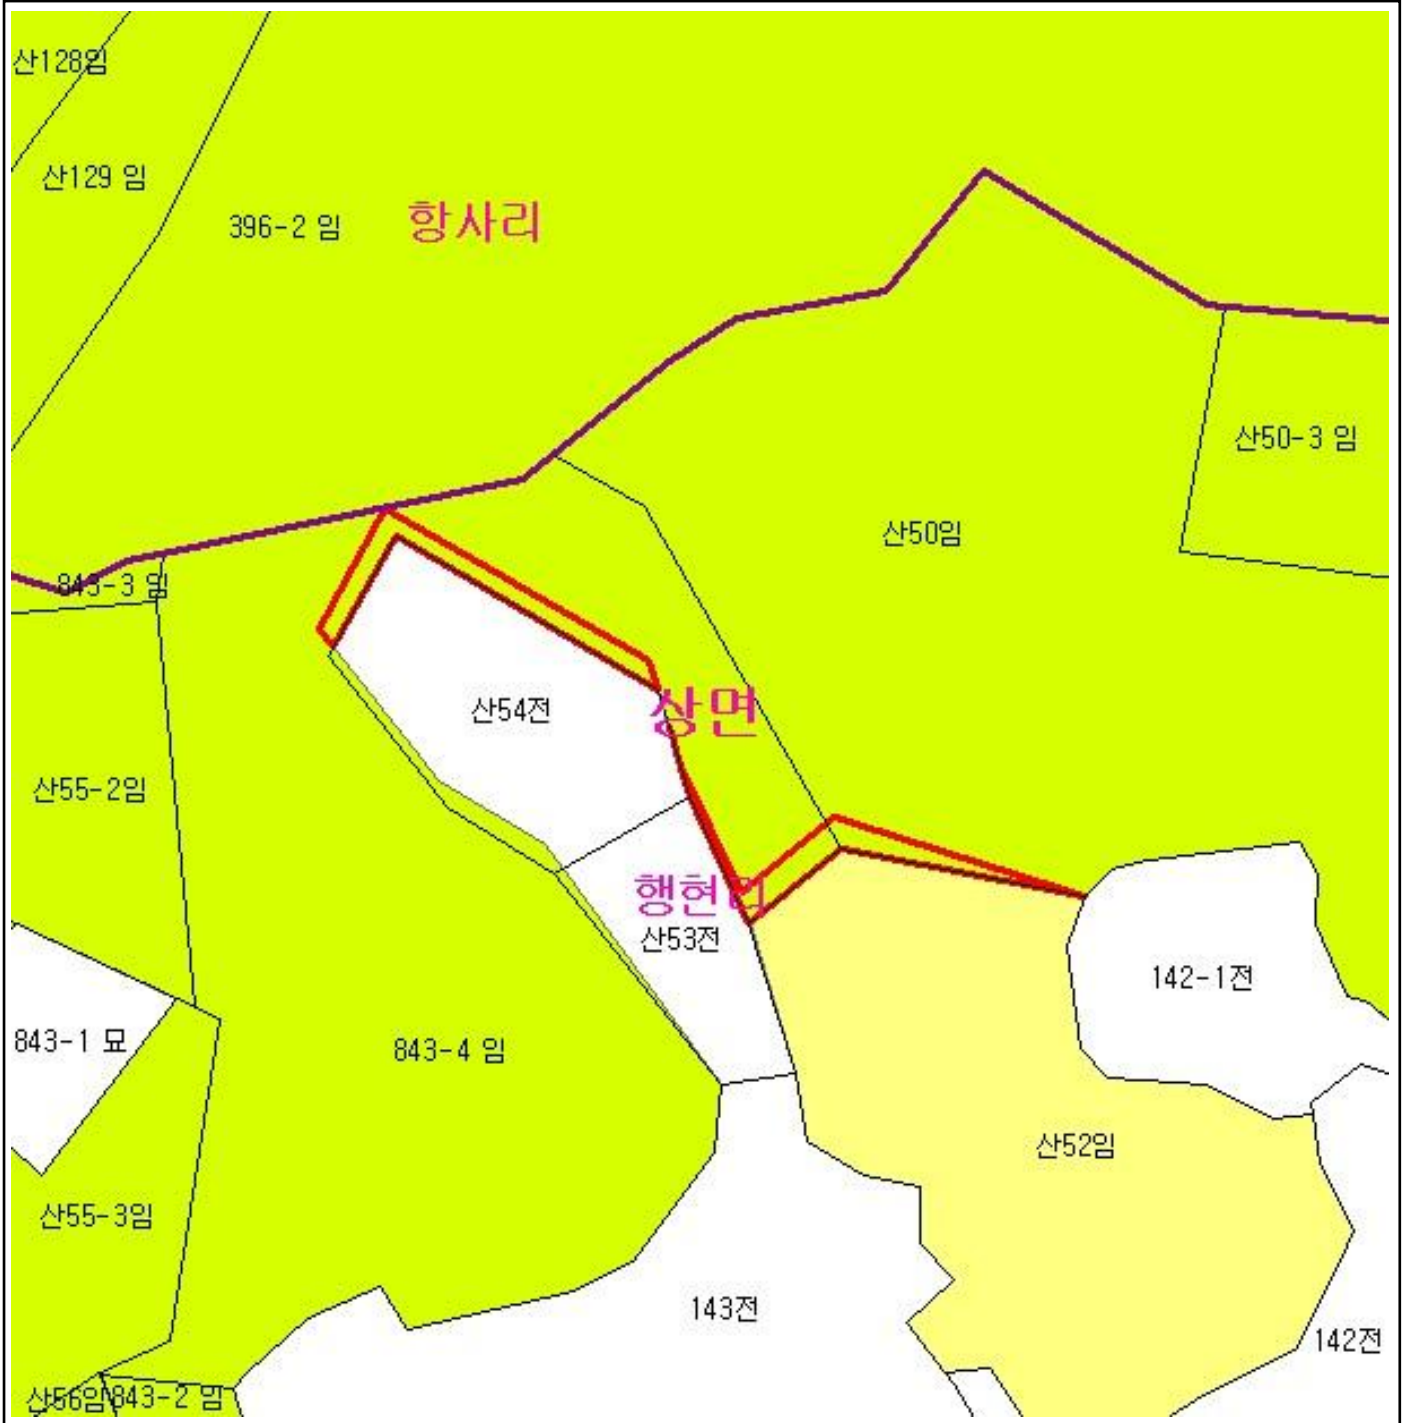 산128임
산129 임
396-2 임
항사리
산50-3 임
산50임
843-3 임
산54전
상면
산55-2임
행현리
산53전
142-1전
843-1 묘
843-4 임
산52임
산55-3임
143전
142전
산56임
843-2 임